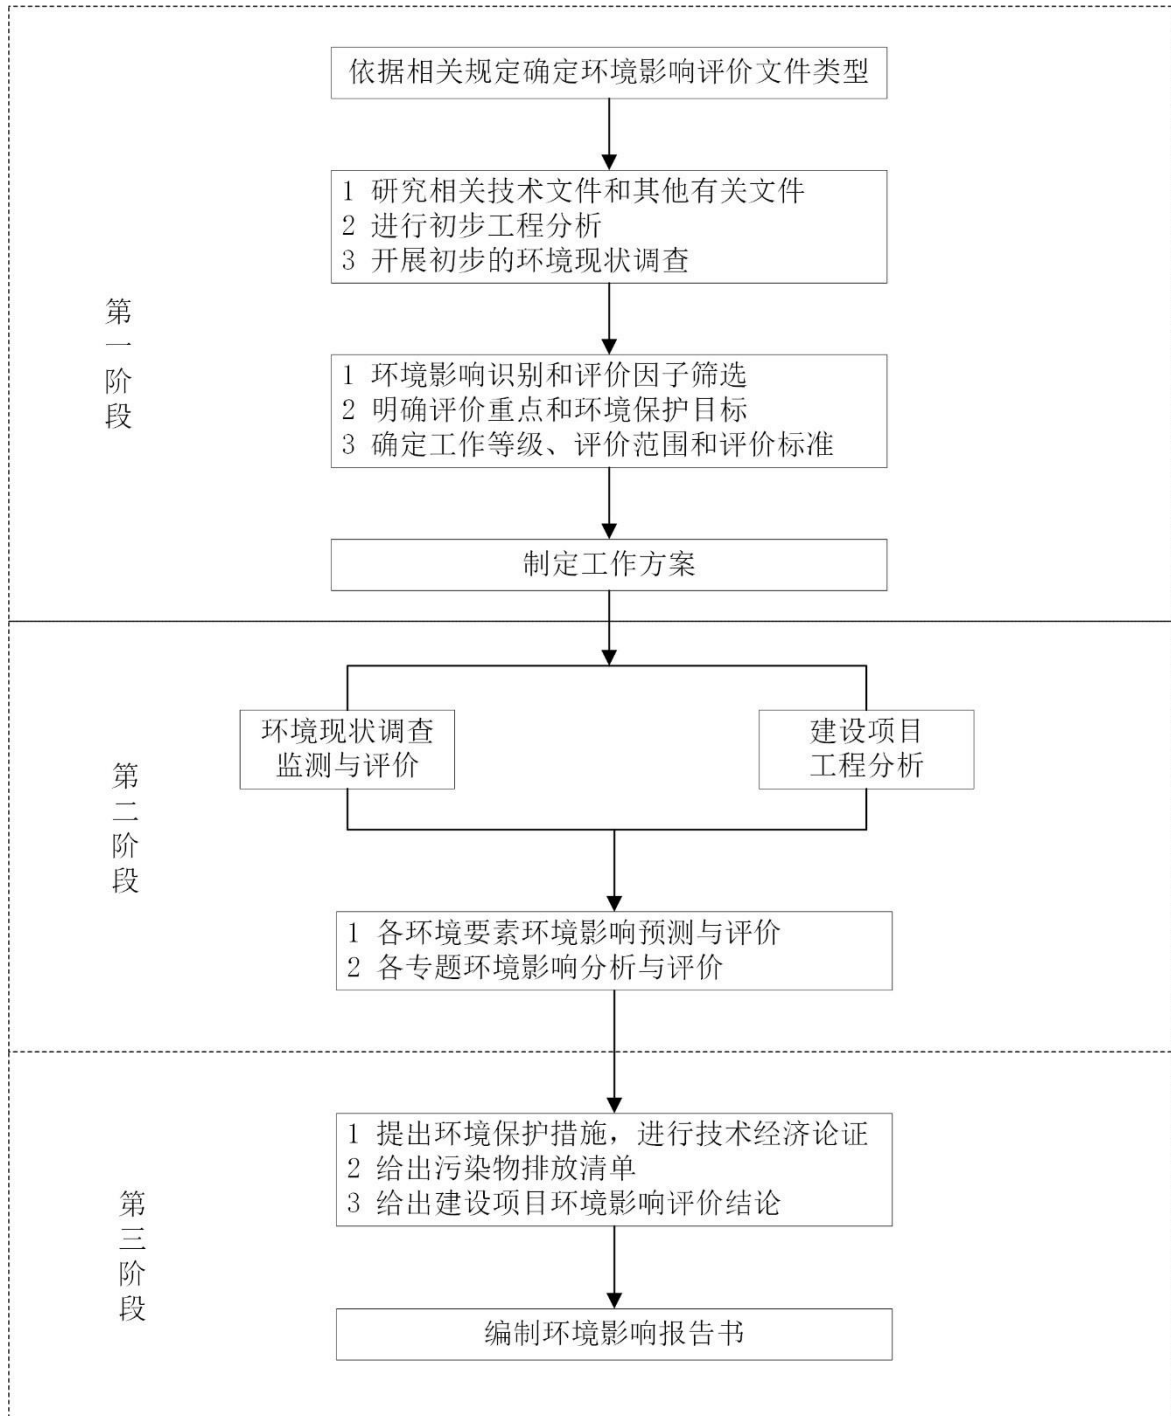 依据相关规定确定环境影响评价文件类型
1 研究相关技术文件和其他有关文件
2 进行初步工程分析
3 开展初步的环境现状调查
第一阶段
1 环境影响识别和评价因子筛选
2 明确评价重点和环境保护目标
3 确定工作等级、评价范围和评价标准
制定工作方案
第二阶段
环境现状调查
监测与评价
建设项目
工程分析
1 各环境要素环境影响预测与评价
2 各专题环境影响分析与评价
第三阶段
1 提出环境保护措施，进行技术经济论证
2 给出污染物排放清单
3 给出建设项目环境影响评价结论
编制环境影响报告书